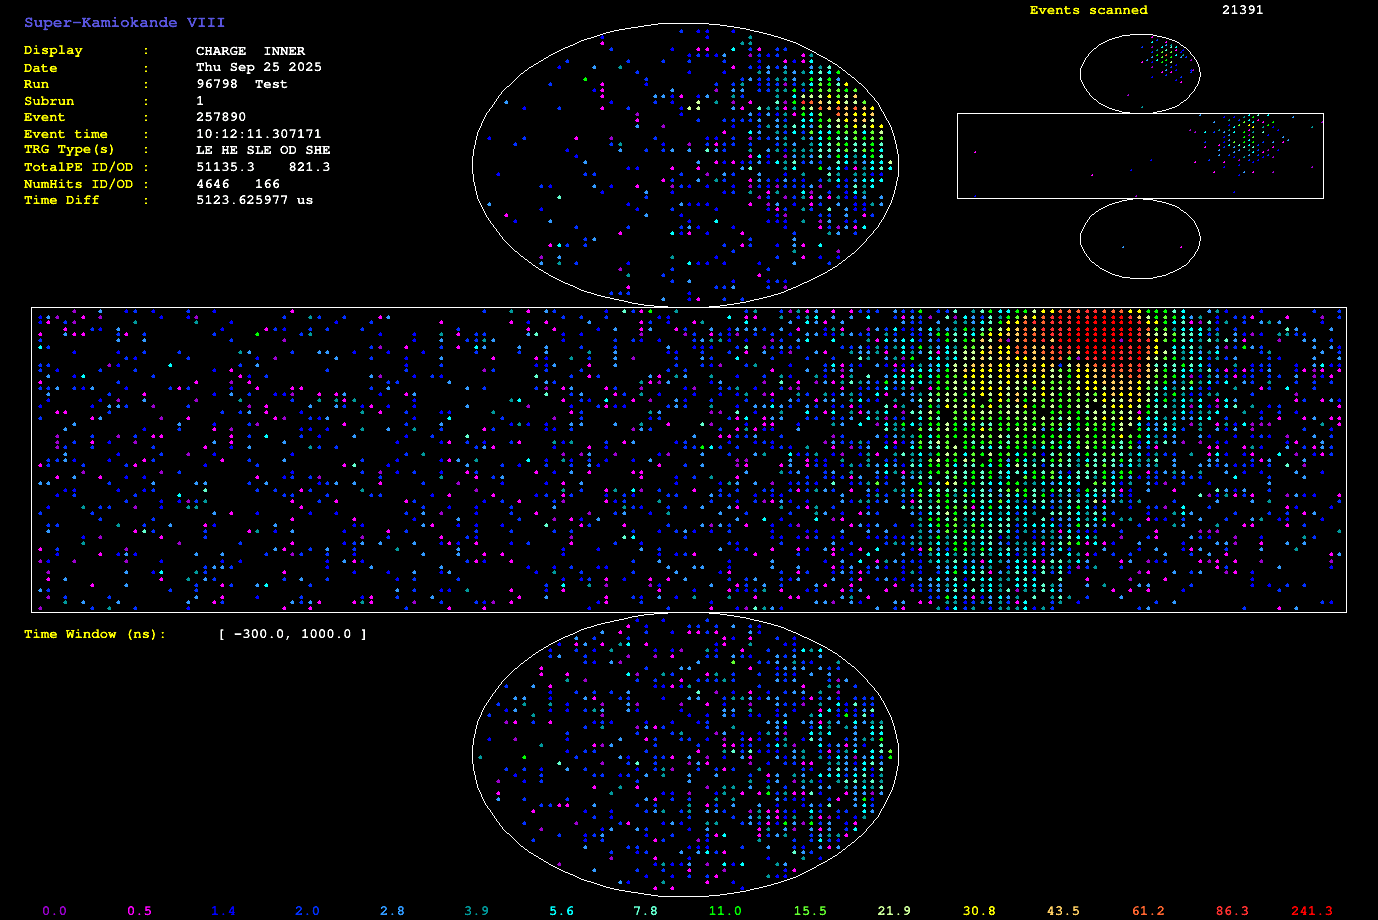 Super-Kamiokande VIII
Events scanned 21391
Display : CHARGE INNER
Date : Thu Sep 25 2025
Run : 96798 Test
Subrun : 1
Event : 257890
Event time : 10:12:11.307171
TRG Type(s) : LE HE SLE OD SHE
TotalPE ID/OD : 51135.3 821.3
NumHits ID/OD : 4646 166
Time Diff : 5123.625977 us
Time Window (ns): [ -300.0, 1000.0 ]
0.0 0.5 1.4 2.0 2.8 3.9 5.6 7.8 11.0 15.5 21.9 30.8 43.5 61.2 86.3 241.3